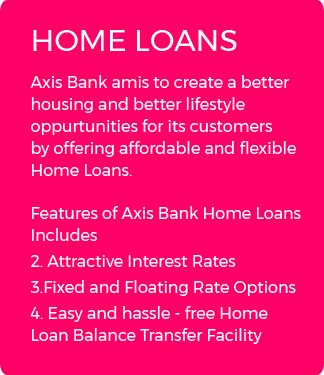 HOME LOANS
Axis Bank amis to create a better
housing and better lifestyle
oppurtunities for its customers
by offering affordable and flexible
Home Loans.
Features of Axis Bank Home Loans
Includes
2. Attractive Interest Rates
3.Fixed and Floating Rate Options
4. Easy and hassle - free Home
Loan Balance Transfer Facility